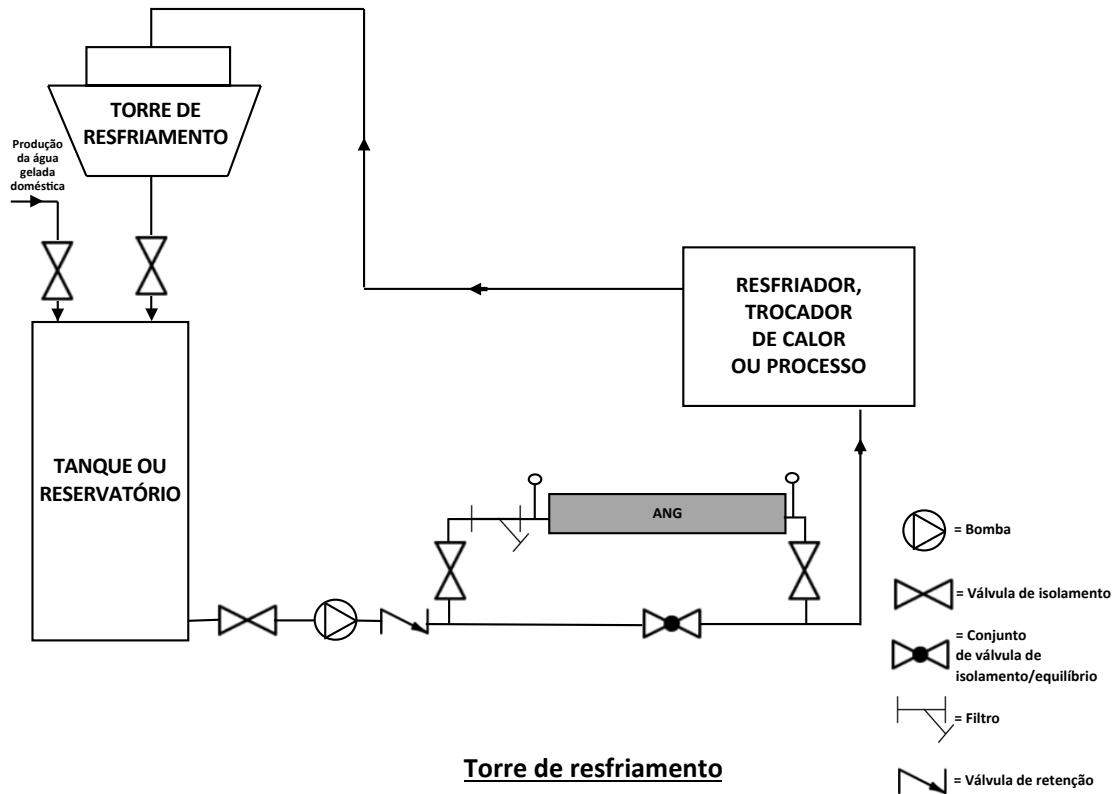 TORRE DE
RESFRIAMENTO
Produção
da água
gelada
doméstica
RESFRIADOR,
TROCADOR
DE CALOR
OU PROCESSO
TANQUE OU
RESERVATÓRIO
ANG
= Bomba
= Válvula de isolamento
= Conjunto
de válvula de
isolamento/equilíbrio
= Filtro
= Válvula de retenção
Torre de resfriamento